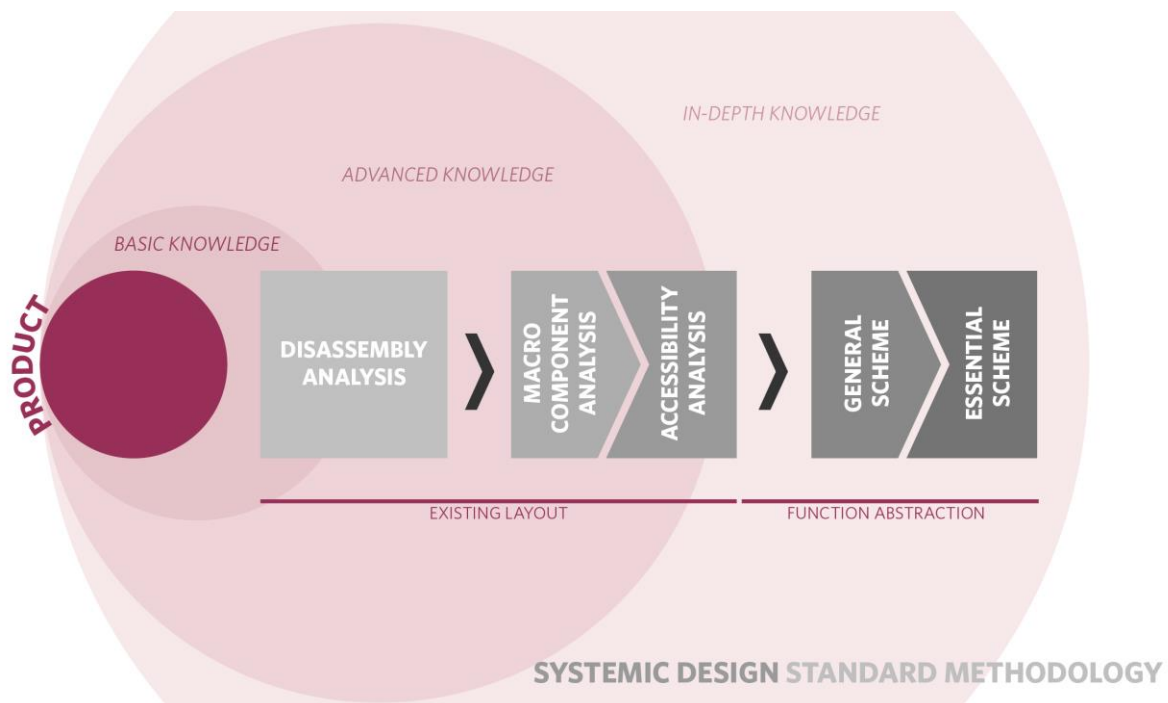 IN-DEPTH KNOWLEDGE
ADVANCED KNOWLEDGE
BASIC KNOWLEDGE
PRODUCT
DISASSEMBLY
ANALYSIS
MACRO
COMPONENT
ANALYSIS
ACCESSIBILITY
ANALYSIS
GENERAL
SCHEME
ESSENTIAL
SCHEME
EXISTING LAYOUT
FUNCTION ABSTRACTION
SYSTEMIC DESIGN STANDARD METHODOLOGY